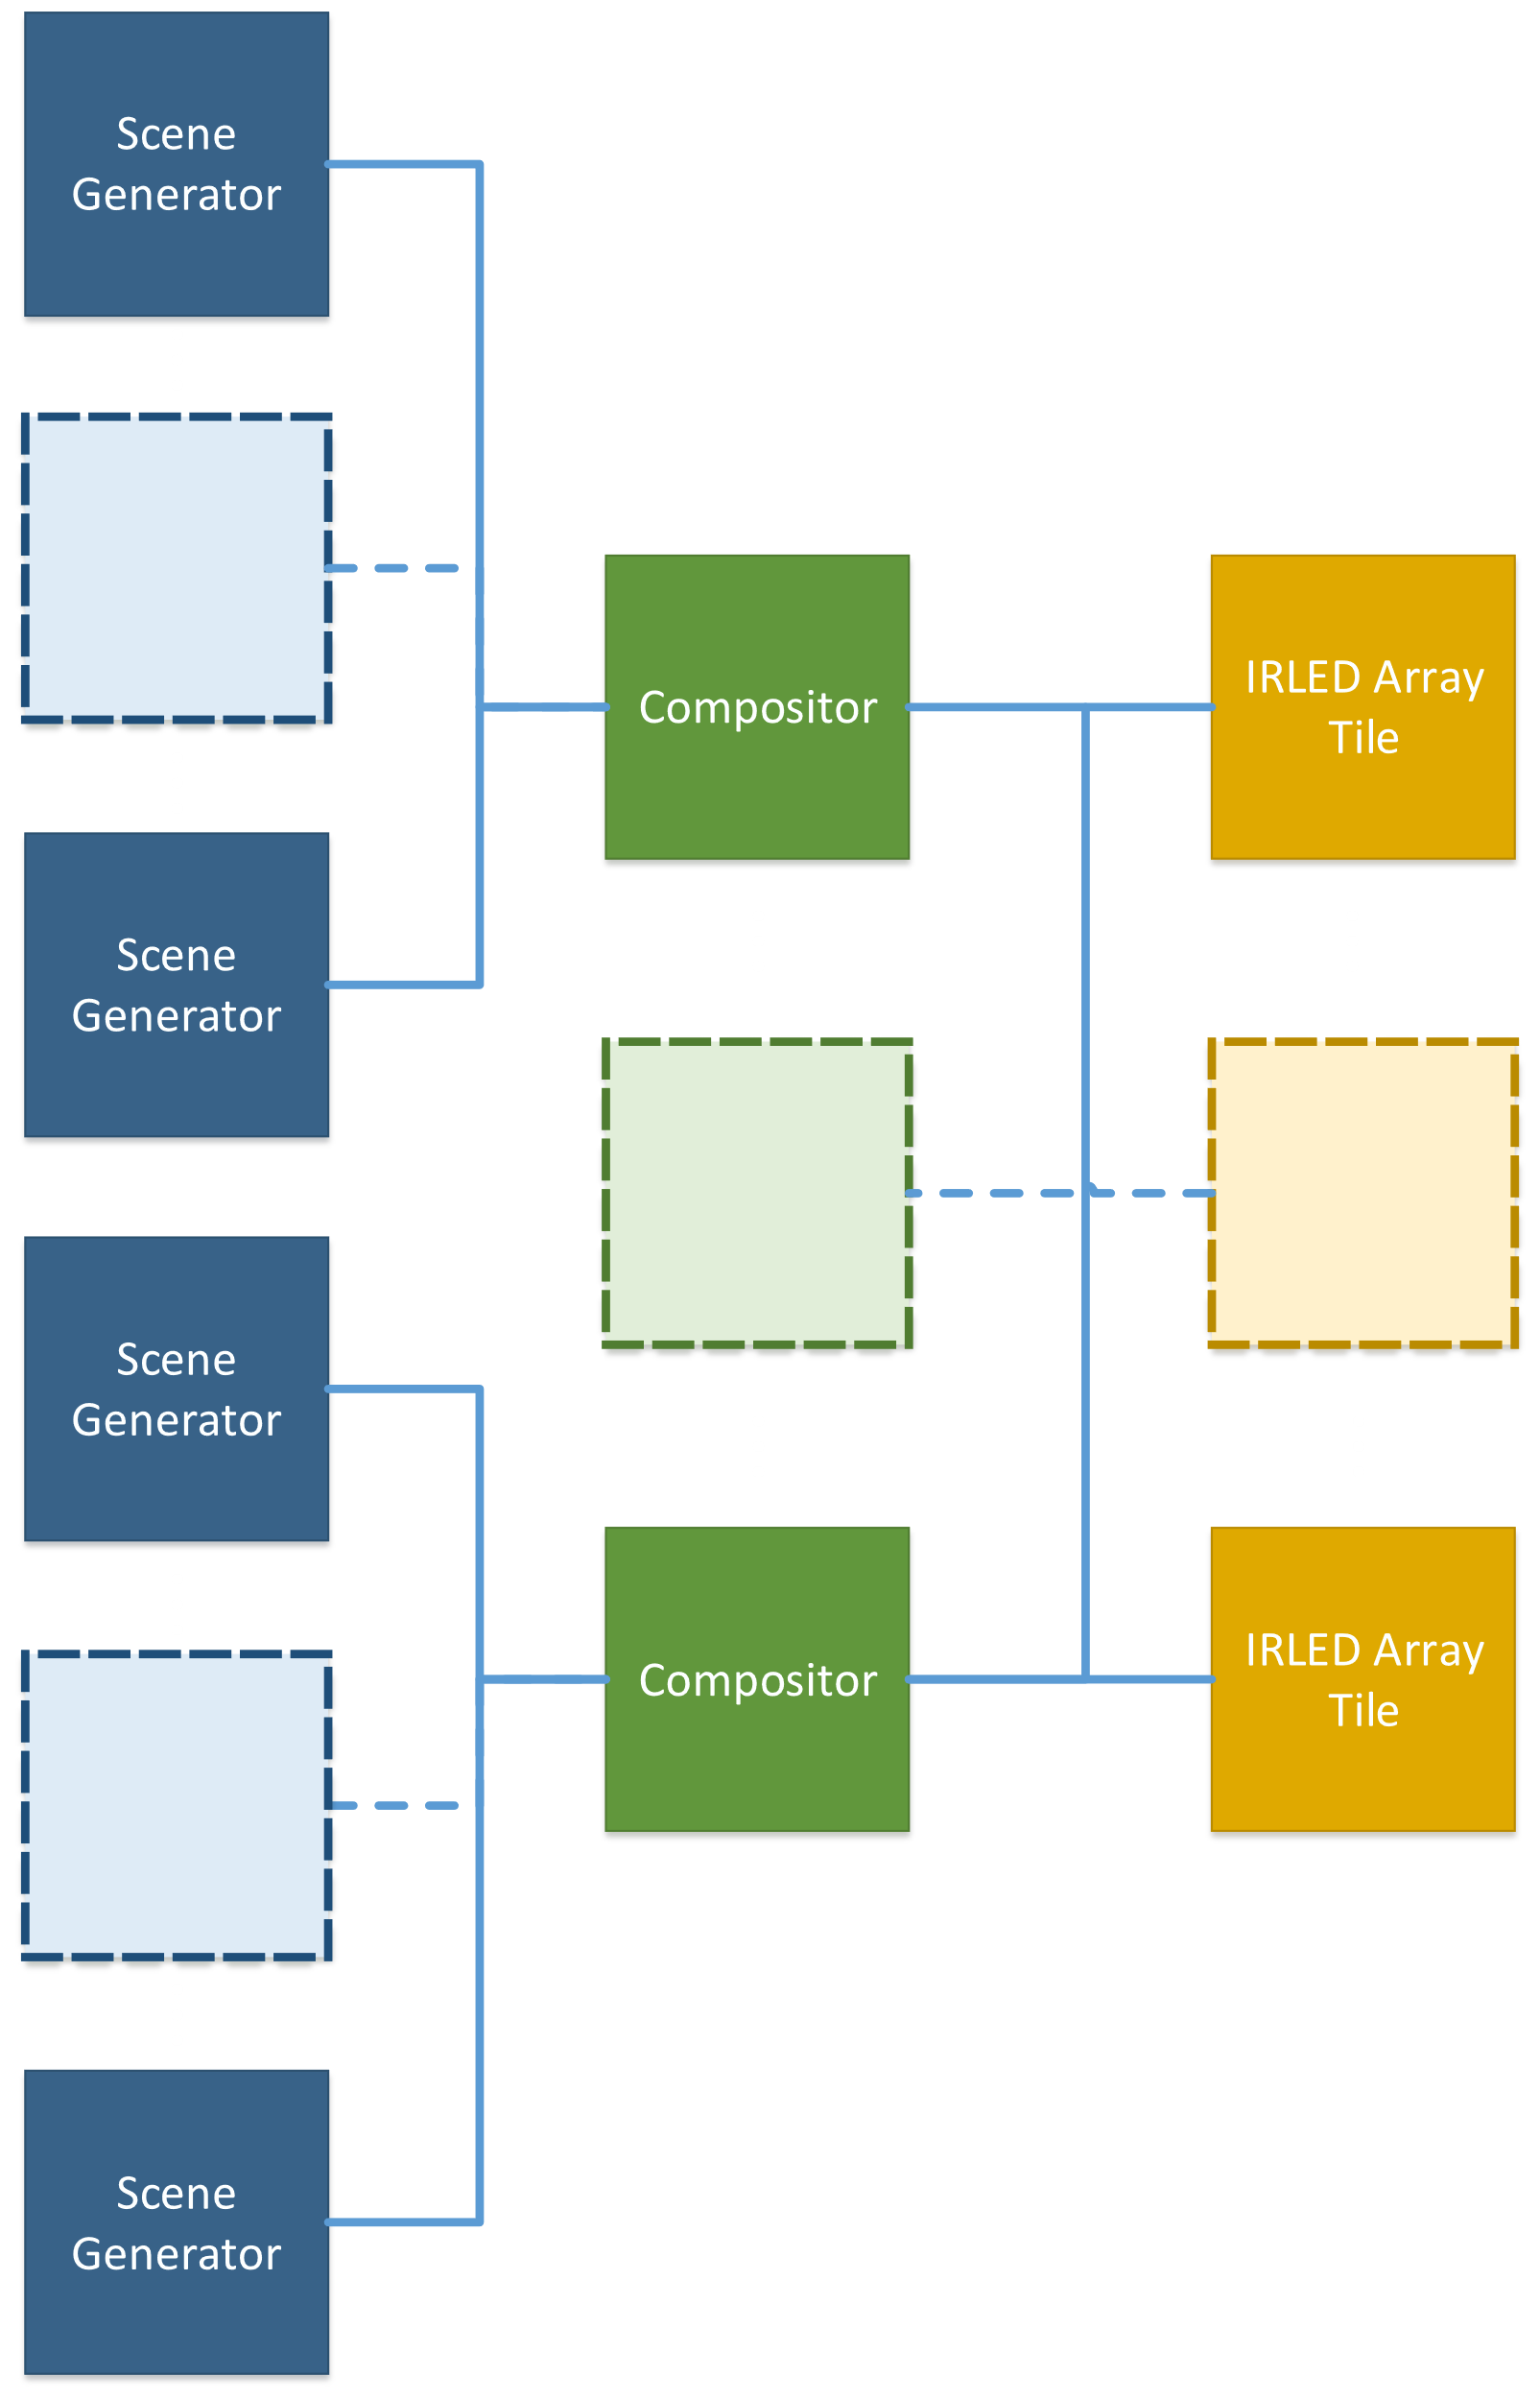 Scene
Generator
Scene
Generator
Scene
Generator
Scene
Generator
Compositor
Compositor
IRLED Array
Tile
IRLED Array
Tile